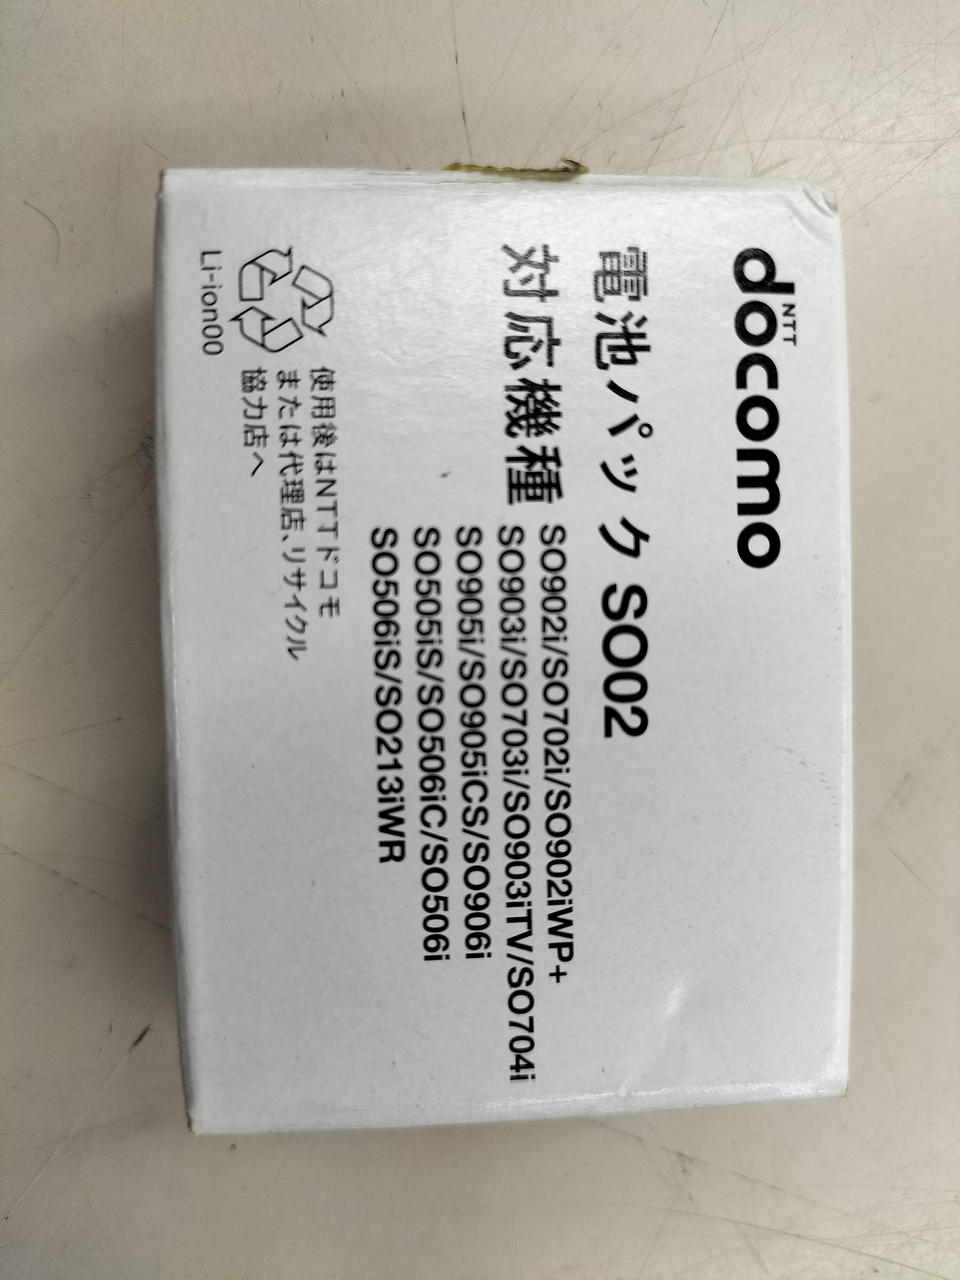 NTT
docomo
電池パック SO02
対応機種 SO902i/SO702i/SO902iWP+
SO903i/SO703i/SO903iTV/SO704i
SO905i/SO905iCS/SO906i
SO505iS/SO506iC/SO506i
SO506iS/SO213iWR
使用後はNTTドコモ
または代理店、リサイクル
協力店へ
Li-ion00